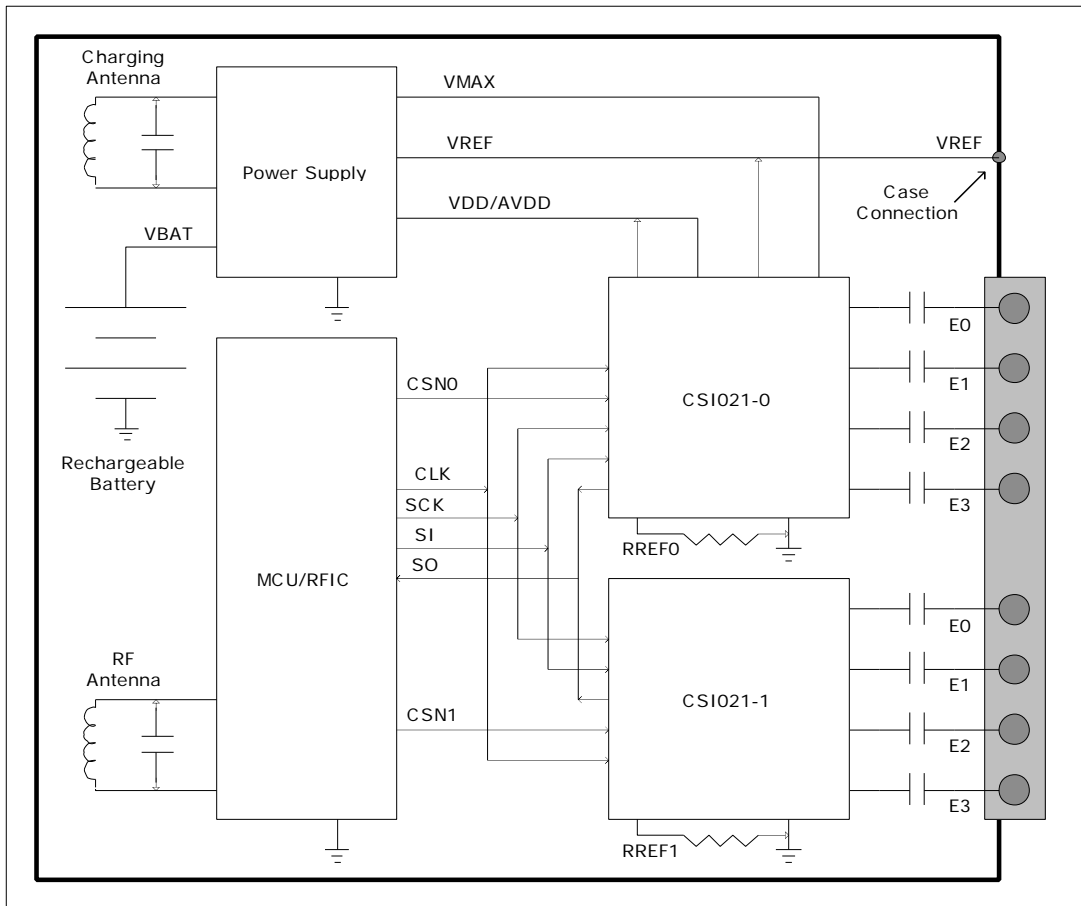 Charging
Antenna
VMAX
VREF
VREF
Power Supply
Case
Connection
VDD/AVDD
VBAT
E0
CSN0
E1
CSI021-0
E2
Rechargeable
Battery
CLK
E3
SCK
SI
RREF0
SO
MCU/RFIC
E0
RF
Antenna
E1
CSI021-1
CSN1
E2
E3
RREF1